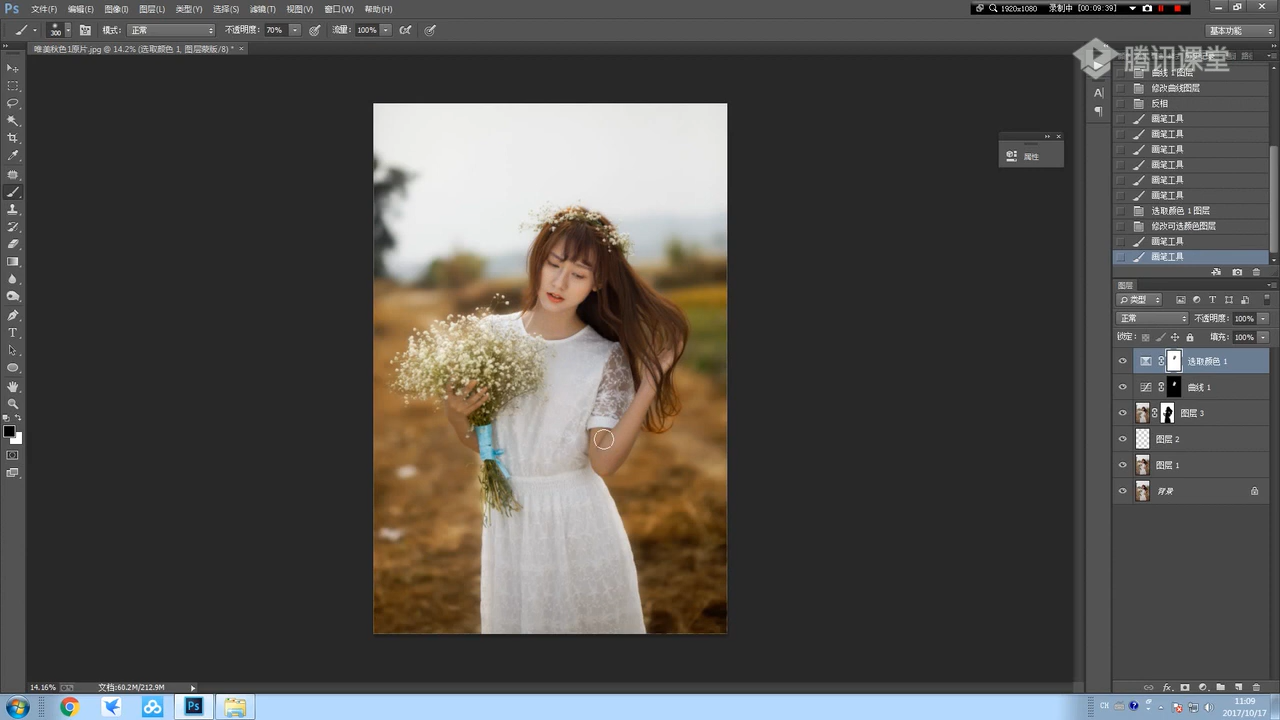 Ps 文件(F) 编辑(E) 图像(I) 图层(L) 类型(Y) 选择(S) 滤镜(T) 视图(V) 窗口(W) 帮助(H)
1920x1080 录制中 [00:09:39]
300 模式: 正常 不透明度: 70% 流量: 100% 基本功能
唯美秋色1原片.jpg @ 14.2% (选取颜色 1, 图层蒙版/8) * ×
腾讯课堂
曲线 1 图层
修改曲线图层
反相
画笔工具
画笔工具
画笔工具
画笔工具
画笔工具
画笔工具
选取颜色 1 图层
修改可选颜色图层
画笔工具
画笔工具
属性
图层
类型
正常 不透明度: 100%
锁定: 填充: 100%
选取颜色 1
曲线 1
图层 3
图层 2
图层 1
背景
14.16% 文档:60.2M/212.9M
Ps
CH
11:09
2017/10/17